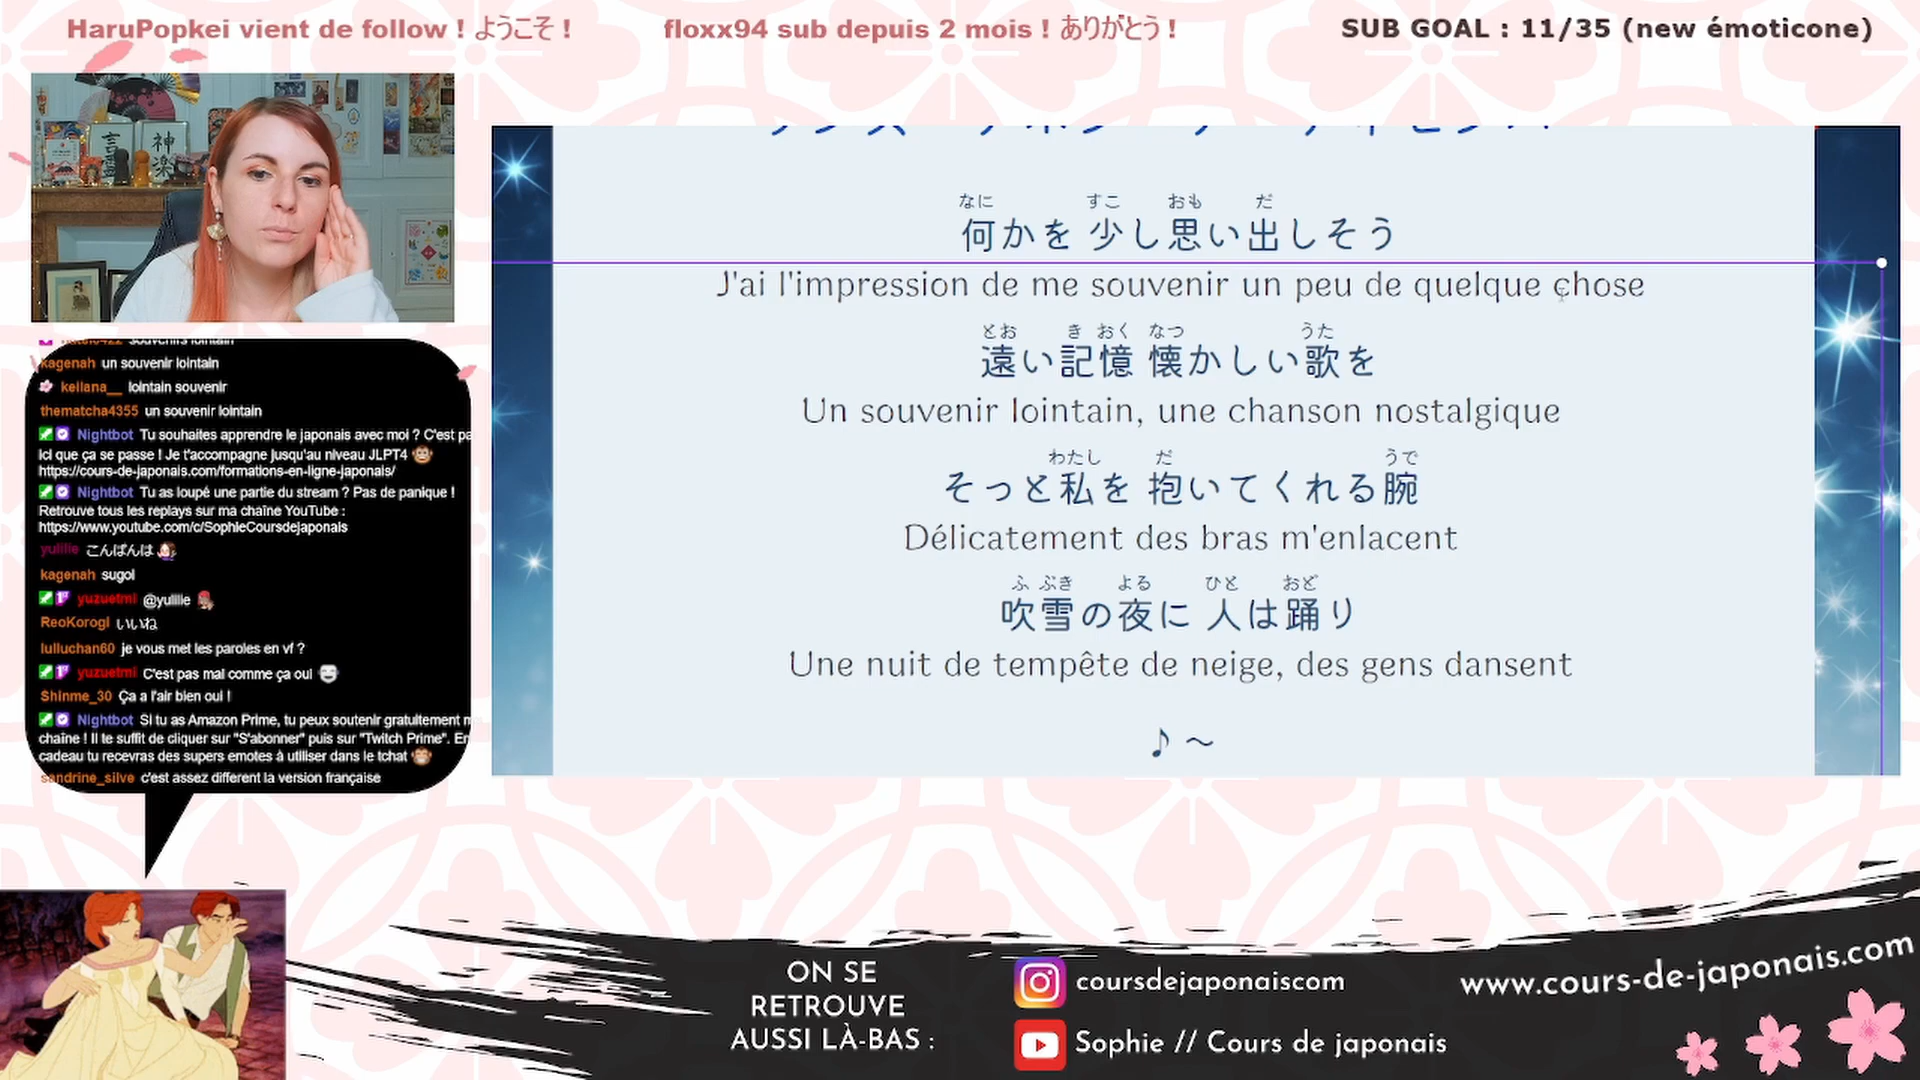 HaruPopkei vient de follow ! ようこそ !
floxx94 sub depuis 2 mois ! ありがとう !
SUB GOAL : 11/35 (new émoticone)
言
神
楽
なに すこ おも だ
何かを 少し思い出しそう
J'ai l'impression de me souvenir un peu de quelque chose
とお き おく なつ うた
遠い記憶 懐かしい歌を
Un souvenir lointain, une chanson nostalgique
わたし だ うで
そっと私を 抱いてくれる腕
Délicatement des bras m'enlacent
ふ ぶき よる ひと おど
吹雪の夜に 人は踊り
Une nuit de tempête de neige, des gens dansent
♪ ～
souvenirs lointain
kagenah un souvenir lointain
keilana__ lointain souvenir
thematcha4355 un souvenir lointain
Nightbot Tu souhaites apprendre le japonais avec moi ? C'est pa
ici que ça se passe ! Je t'accompagne jusqu'au niveau JLPT4
https://cours-de-japonais.com/formations-en-ligne-japonais/
Nightbot Tu as loupé une partie du stream ? Pas de panique !
Retrouve tous les replays sur ma chaîne YouTube :
https://www.youtube.com/c/SophieCoursdejaponais
yulilie こんばんは
kagenah sugoi
yuzuetmi @yulilie
ReoKorogi いいね
lulluchan60 je vous met les paroles en vf ?
yuzuetmi C'est pas mal comme ça oui
Shinme_30 Ça a l'air bien oui !
Nightbot Si tu as Amazon Prime, tu peux soutenir gratuitement m
chaîne ! Il te suffit de cliquer sur "S'abonner" puis sur "Twitch Prime". En
cadeau tu recevras des supers emotes à utiliser dans le tchat
sandrine_silve c'est assez different la version française
ON SE
RETROUVE
AUSSI LÀ-BAS :
coursdejaponaiscom
Sophie // Cours de japonais
www.cours-de-japonais.com